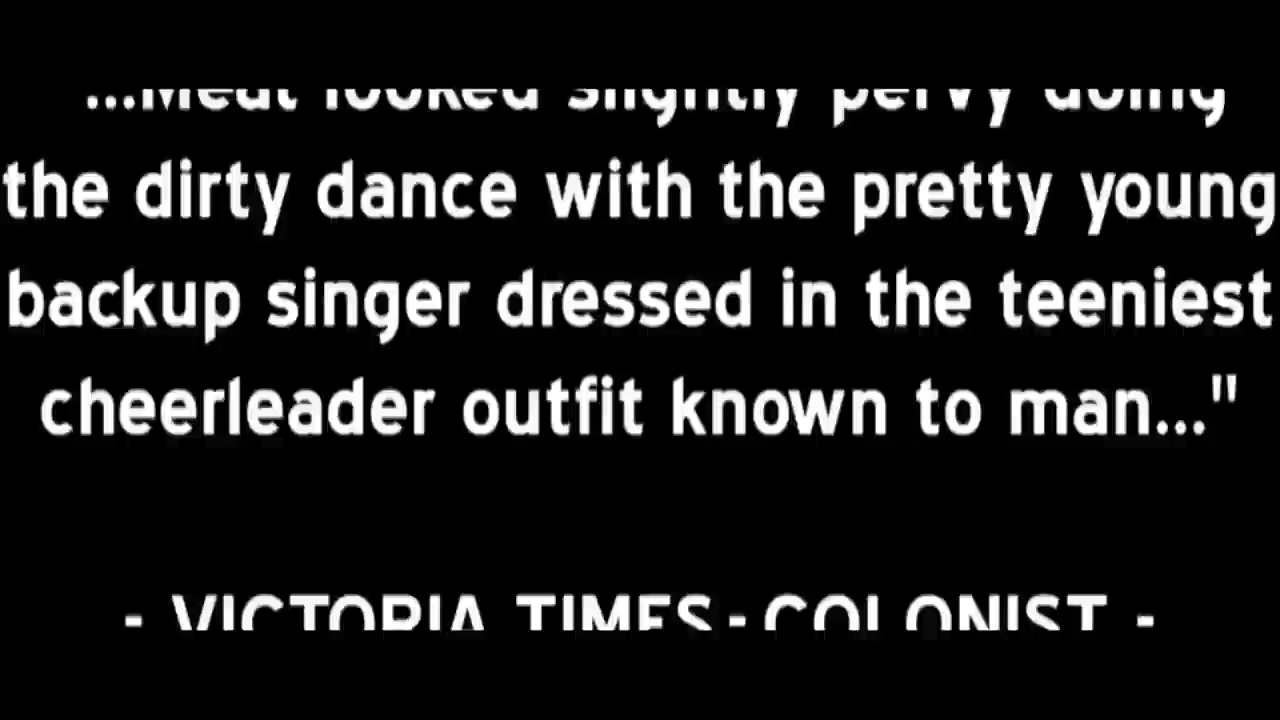 ...Meat looked slightly pervy doing
the dirty dance with the pretty young
backup singer dressed in the teeniest
cheerleader outfit known to man..."
- VICTORIA TIMES-COLONIST -